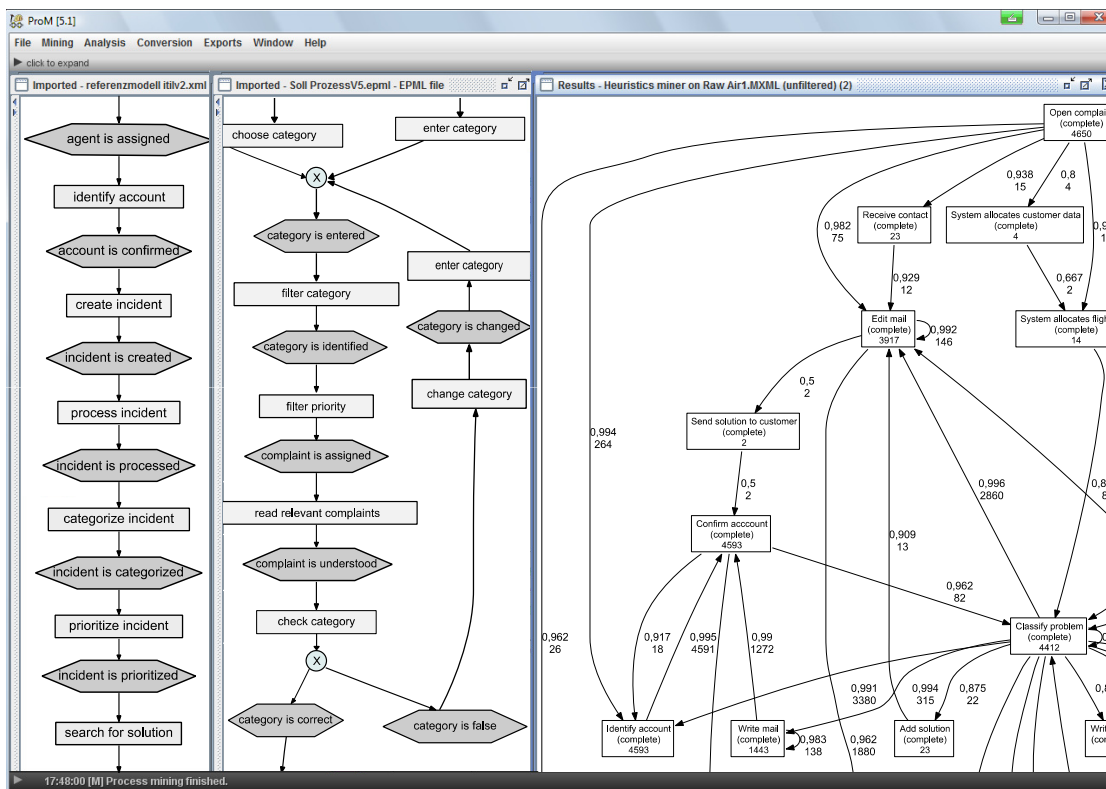 ProM [5.1]
File Mining Analysis Conversion Exports Window Help
click to expand
Imported - referenzmodell itilv2.xml
agent is assigned
identify account
account is confirmed
create incident
incident is created
process incident
incident is processed
categorize incident
incident is categorized
prioritize incident
incident is prioritized
search for solution
Imported - Soll ProzessV5.epml - EPML file
choose category
enter category
X
category is entered
enter category
filter category
category is changed
category is identified
change category
filter priority
complaint is assigned
read relevant complaints
complaint is understood
check category
X
category is correct
category is false
Results - Heuristics miner on Raw Air1.MXML (unfiltered) (2)
Open complai
(complete)
4650
0,938
15
0,8
4
0,982
75
Receive contact
(complete)
23
System allocates customer data
(complete)
4
0,9
1
0,929
12
0,667
2
Edit mail
(complete)
3917
0,992
146
System allocates fligh
(complete)
14
0,5
2
Send solution to customer
(complete)
2
0,994
264
0,5
2
0,996
2860
0,8
8
Confirm acccount
(complete)
4593
0,909
13
0,962
82
Classify problem
(complete)
4412
0,962
26
0,917
18
0,995
4591
0,99
1272
0,991
3380
0,994
315
0,875
22
0,8
Identify account
(complete)
4593
Write mail
(complete)
1443
0,983
138
0,962
1880
Add solution
(complete)
23
Writ
(co
17:48:00 [M] Process mining finished.